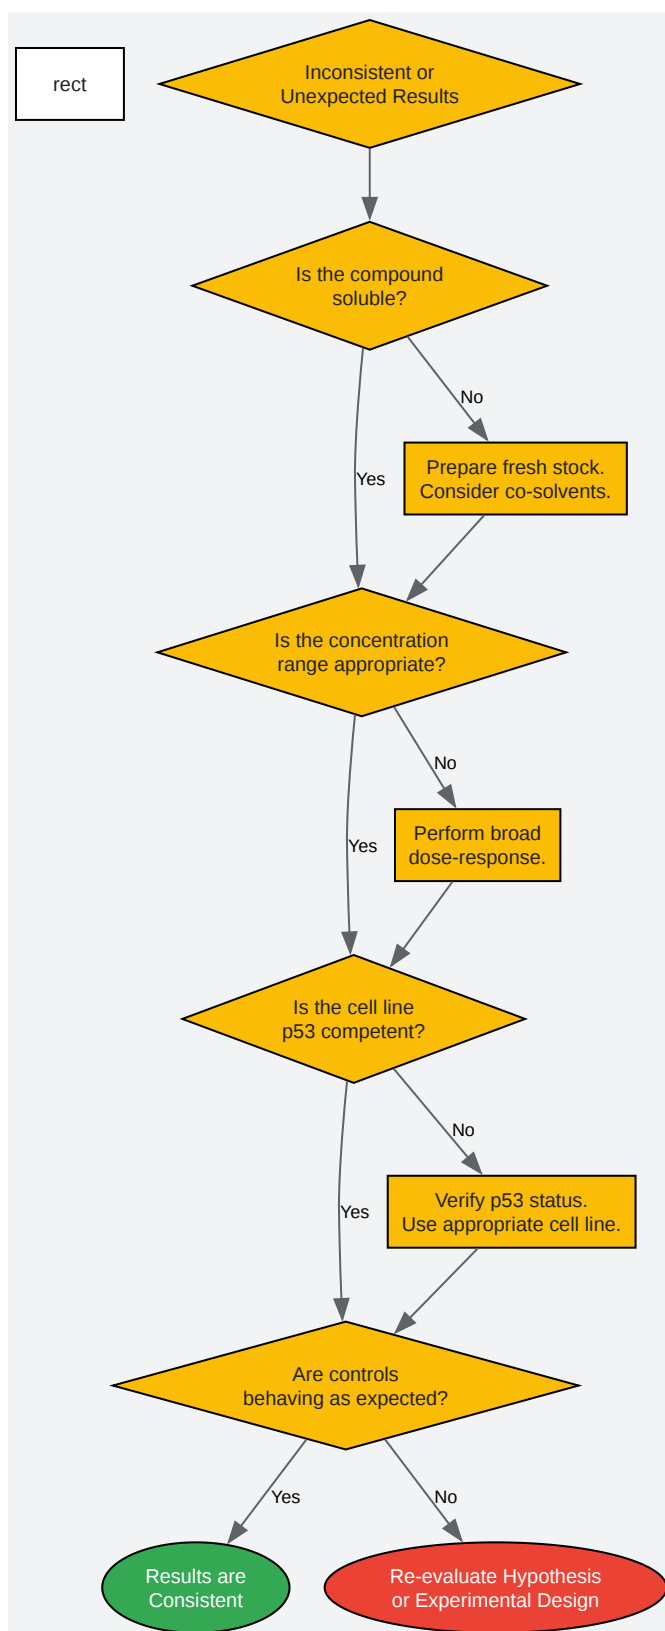 rect
Inconsistent or
Unexpected Results
Is the compound
soluble?
No
Prepare fresh stock.
Consider co-solvents.
Yes
Is the concentration
range appropriate?
No
Perform broad
dose-response.
Yes
Is the cell line
p53 competent?
No
Verify p53 status.
Use appropriate cell line.
Yes
Are controls
behaving as expected?
Yes
No
Results are
Consistent
Re-evaluate Hypothesis
or Experimental Design